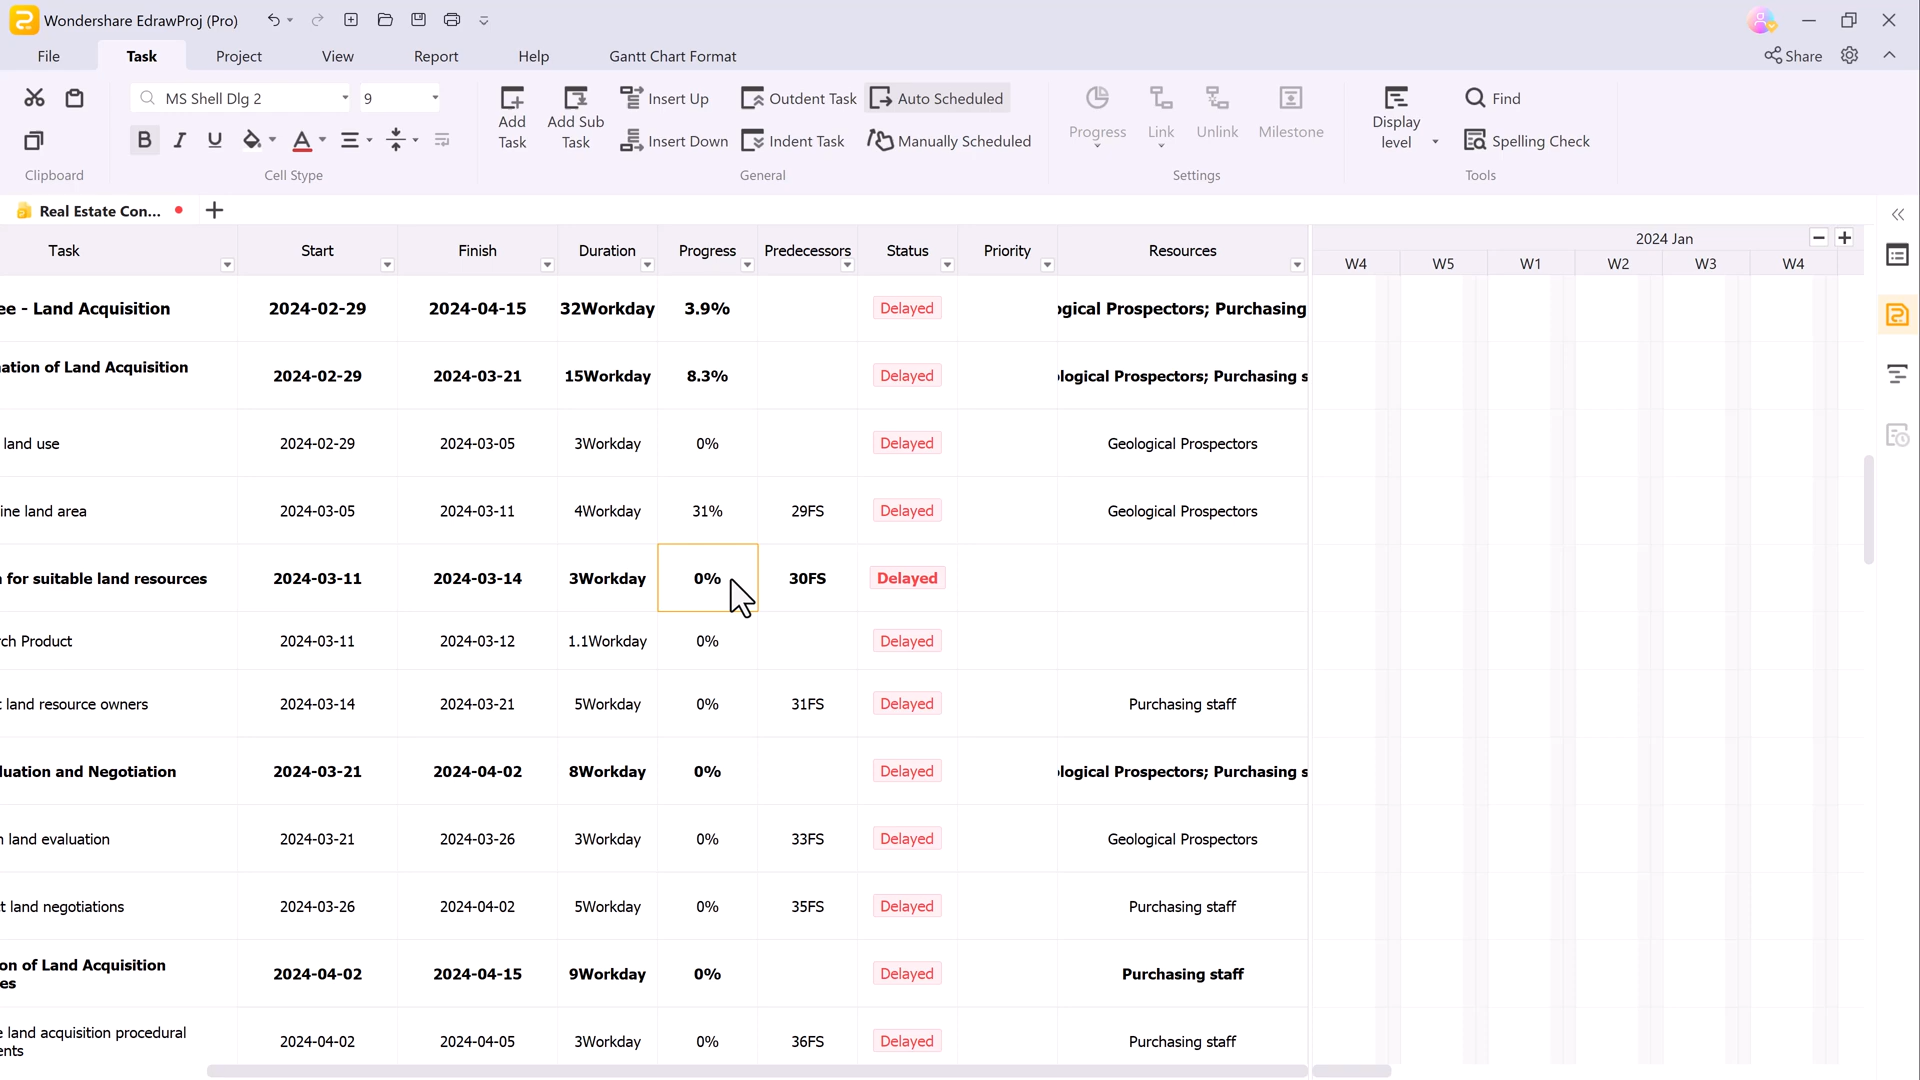 Wondershare EdrawProj (Pro)
File Task Project View Report Help Gantt Chart Format Share
MS Shell Dlg 2 9
Add Task
Add Sub Task
Insert Up
Insert Down
Outdent Task
Indent Task
Auto Scheduled
Manually Scheduled
Progress
Link
Unlink
Milestone
Display level
Find
Spelling Check
Clipboard Cell Stype General Settings Tools
Real Estate Con...
Task Start Finish Duration Progress Predecessors Status Priority Resources
2024 Jan
W4 W5 W1 W2 W3 W4
ee - Land Acquisition 2024-02-29 2024-04-15 32Workday 3.9% Delayed ogical Prospectors; Purchasing
ation of Land Acquisition 2024-02-29 2024-03-21 15Workday 8.3% Delayed logical Prospectors; Purchasing s
land use 2024-02-29 2024-03-05 3Workday 0% Delayed Geological Prospectors
ine land area 2024-03-05 2024-03-11 4Workday 31% 29FS Delayed Geological Prospectors
for suitable land resources 2024-03-11 2024-03-14 3Workday 0% 30FS Delayed
rch Product 2024-03-11 2024-03-12 1.1Workday 0% Delayed
land resource owners 2024-03-14 2024-03-21 5Workday 0% 31FS Delayed Purchasing staff
luation and Negotiation 2024-03-21 2024-04-02 8Workday 0% Delayed logical Prospectors; Purchasing s
n land evaluation 2024-03-21 2024-03-26 3Workday 0% 33FS Delayed Geological Prospectors
t land negotiations 2024-03-26 2024-04-02 5Workday 0% 35FS Delayed Purchasing staff
on of Land Acquisition
es 2024-04-02 2024-04-15 9Workday 0% Delayed Purchasing staff
e land acquisition procedural
ents 2024-04-02 2024-04-05 3Workday 0% 36FS Delayed Purchasing staff